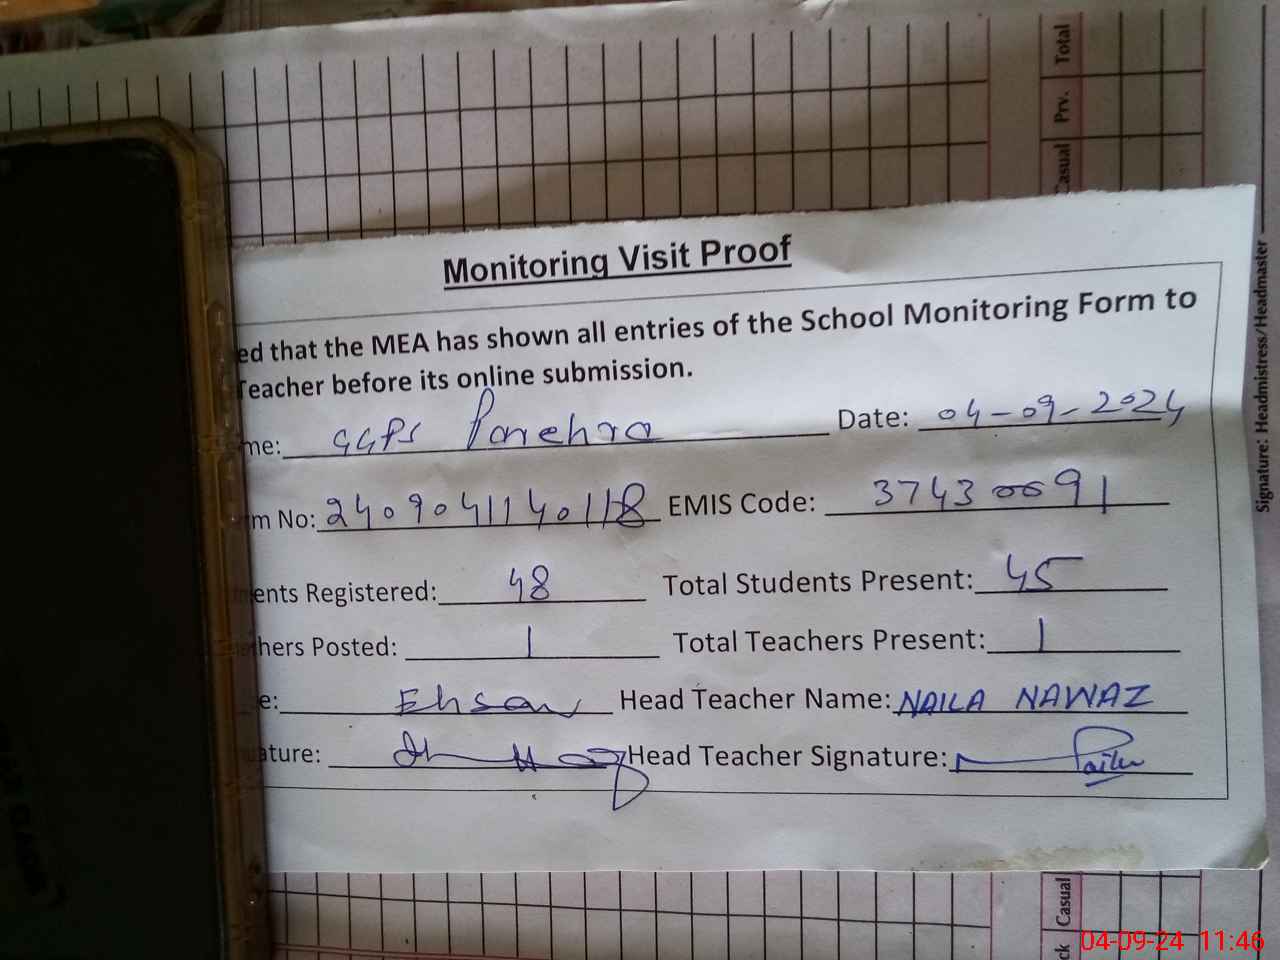 Total
Prv.
Casual
Signature: Headmistress/Headmaster
Monitoring Visit Proof
ed that the MEA has shown all entries of the School Monitoring Form to
Teacher before its online submission.
me: GGPS Panehra Date: 04-09-2024
m No: 2409041140118 EMIS Code: 37430091
ents Registered: 48 Total Students Present: 45
hers Posted: 1 Total Teachers Present: 1
e: Ehsan Head Teacher Name: NAILA NAWAZ
ature: Head Teacher Signature: Naila
Casual
ck
04-09-24 11:46